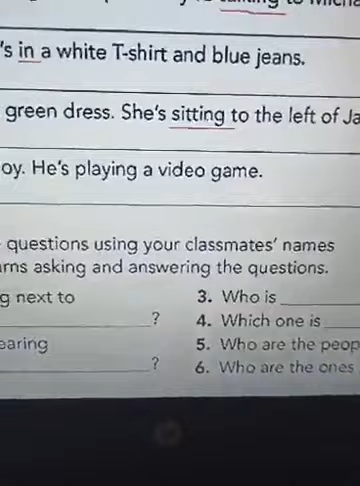 's in a white T-shirt and blue jeans.
green dress. She's sitting to the left of Ja
oy. He's playing a video game.
questions using your classmates' names
rns asking and answering the questions.
g next to
?
earing
?
3. Who is
4. Which one is
5. Who are the peop
6. Who are the ones